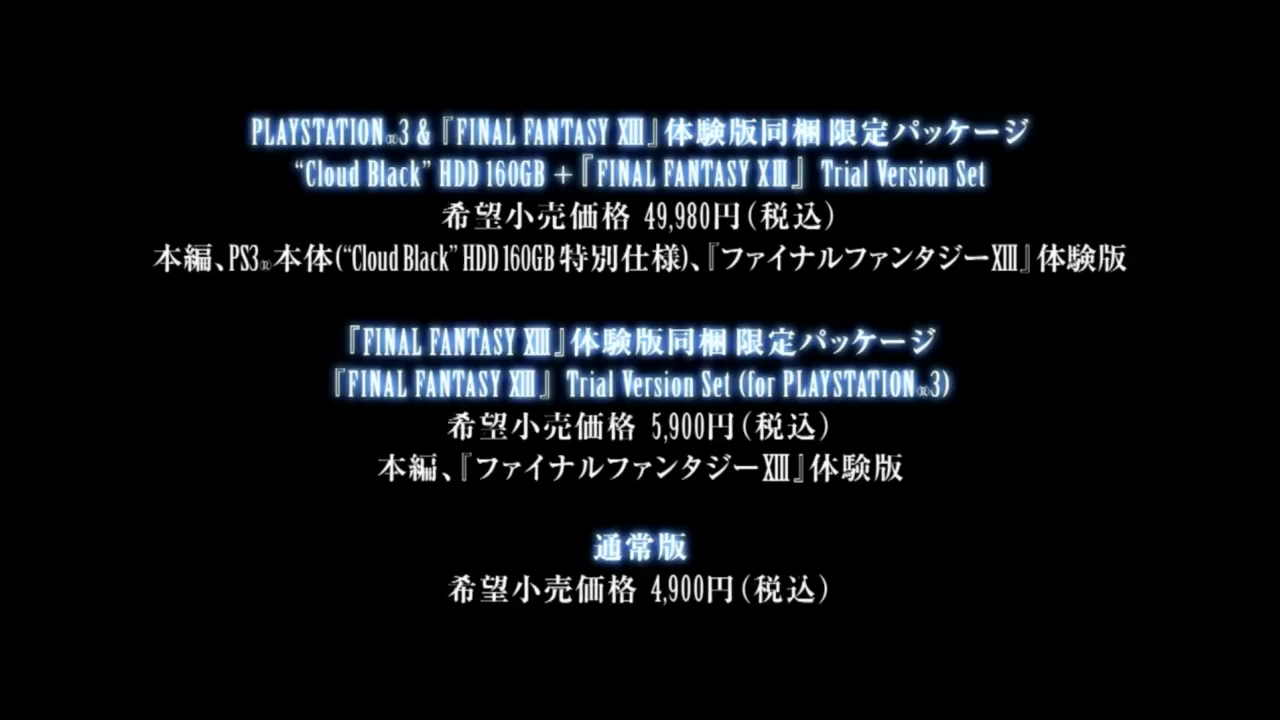 PLAYSTATION®3 & 『FINAL FANTASY XIII』体験版同梱 限定パッケージ
“Cloud Black” HDD 160GB +『FINAL FANTASY XIII』 Trial Version Set
希望小売価格 49,980円（税込）
本編、PS3®本体(“Cloud Black” HDD 160GB 特別仕様)、『ファイナルファンタジーXIII』体験版
『FINAL FANTASY XIII』体験版同梱 限定パッケージ
『FINAL FANTASY XIII』 Trial Version Set (for PLAYSTATION®3)
希望小売価格 5,900円（税込）
本編、『ファイナルファンタジーXIII』体験版
通常版
希望小売価格 4,900円（税込）